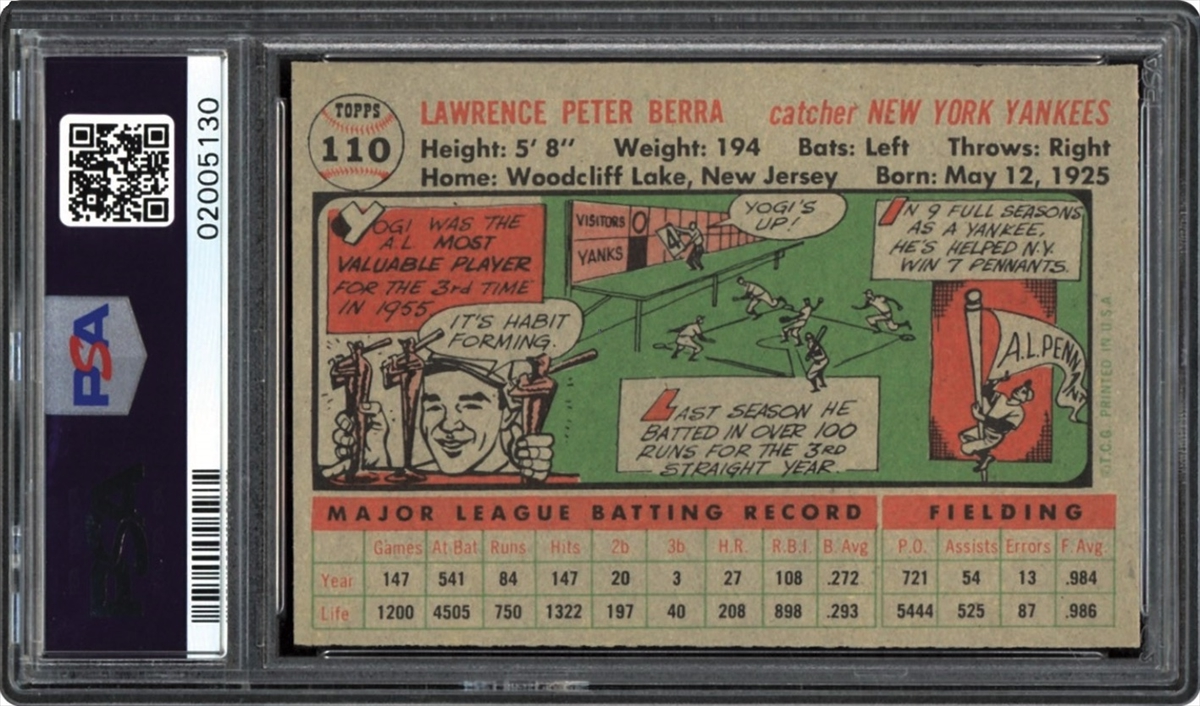 02005130
PSA
TOPPS
110
LAWRENCE PETER BERRA catcher NEW YORK YANKEES
Height: 5' 8" Weight: 194 Bats: Left Throws: Right
Home: Woodcliff Lake, New Jersey Born: May 12, 1925
YOGI WAS THE
A.L. MOST
VALUABLE PLAYER
FOR THE 3rd TIME
IN 1955
IT'S HABIT
FORMING.
VISITORS 0
YANKS 4
YOGI'S
UP!
LAST SEASON HE
BATTED IN OVER 100
RUNS FOR THE 3RD
STRAIGHT YEAR.
IN 9 FULL SEASONS
AS A YANKEE,
HE'S HELPED N.Y.
WIN 7 PENNANTS.
A.L. PENNANT
©T.C.G. PRINTED IN U.S.A.
MAJOR LEAGUE BATTING RECORD FIELDING
Games At Bat Runs Hits 2b 3b H.R. R.B.I. B. Avg P.O. Assists Errors F. Avg.
Year 147 541 84 147 20 3 27 108 .272 721 54 13 .984
Life 1200 4505 750 1322 197 40 208 898 .293 5444 525 87 .986
PSA